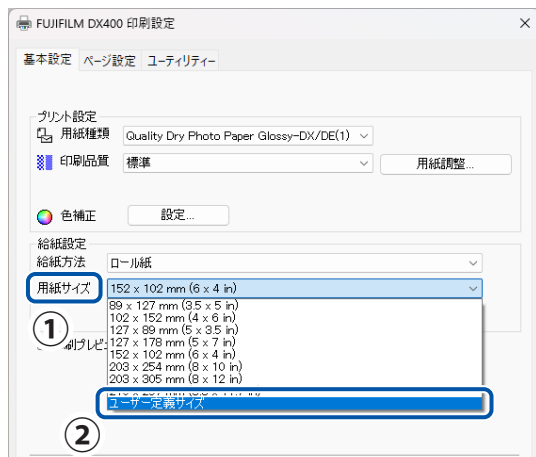 FUJIFILM DX400 印刷設定
基本設定 ページ設定 ユーティリティー
プリント設定
用紙種類 Quality Dry Photo Paper Glossy-DX/DE(1)
印刷品質 標準 用紙調整...
色補正 設定...
給紙設定
給紙方法 ロール紙
用紙サイズ 152 x 102 mm (6 x 4 in)
①
89 x 127 mm (3.5 x 5 in)
102 x 152 mm (4 x 6 in)
127 x 89 mm (5 x 3.5 in)
127 x 178 mm (5 x 7 in)
152 x 102 mm (6 x 4 in)
203 x 254 mm (8 x 10 in)
203 x 305 mm (8 x 12 in)
ユーザー定義サイズ
②